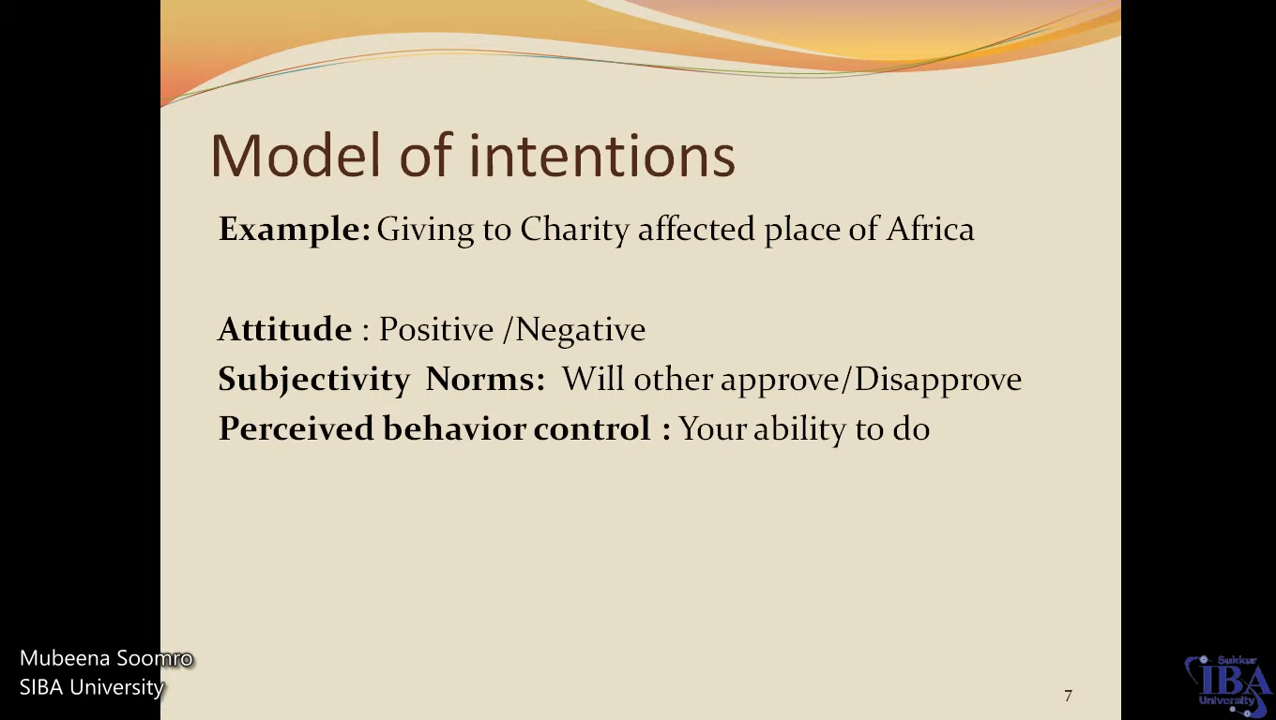 Model of intentions
Example: Giving to Charity affected place of Africa
Attitude : Positive /Negative
Subjectivity Norms: Will other approve/Disapprove
Perceived behavior control : Your ability to do
Mubeena Soomro
SIBA University
7
Sukkur
IBA
University